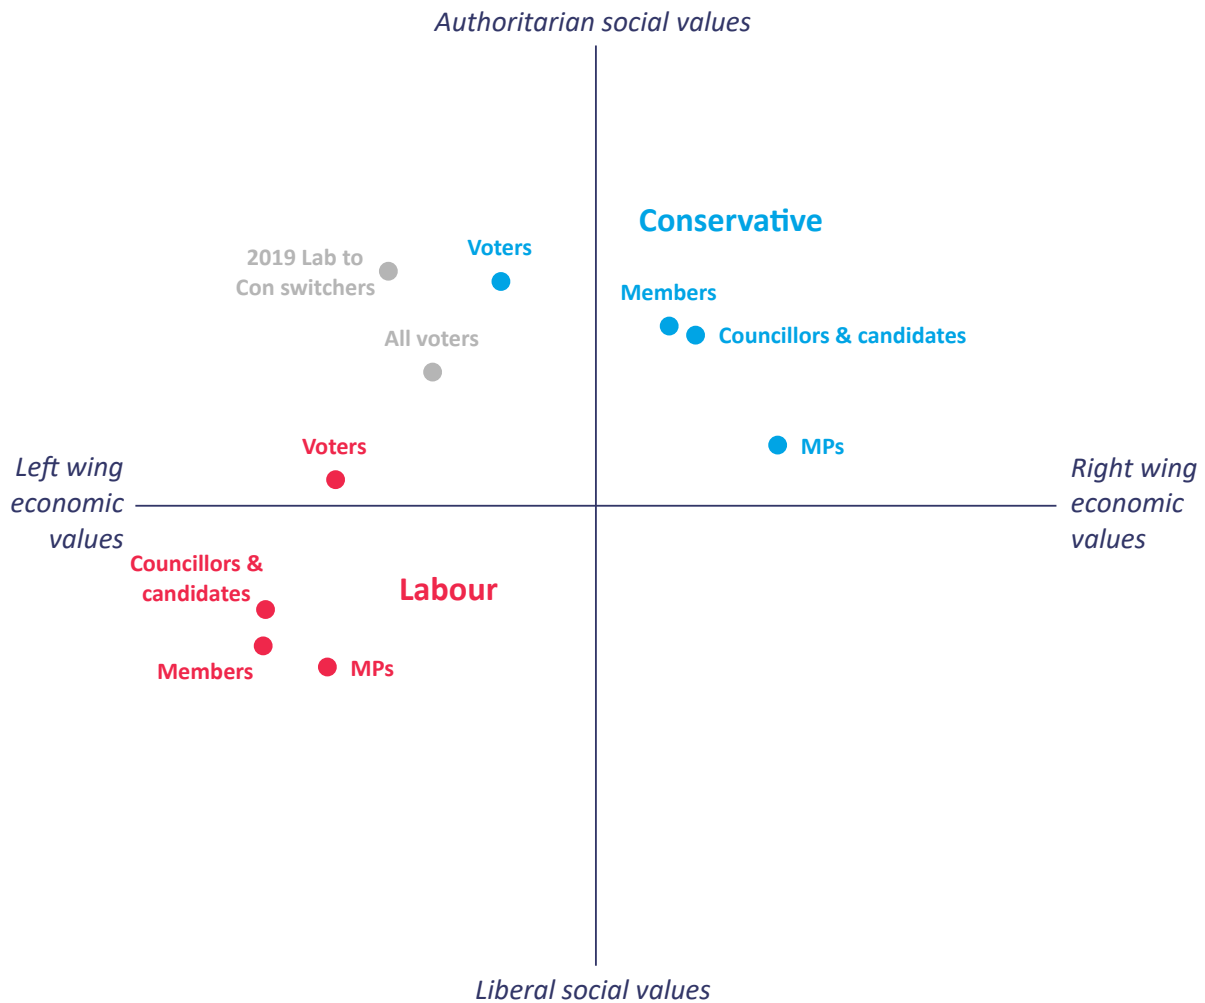 Authoritarian social values
Conservative
Voters
2019 Lab to
Con switchers
Members
Councillors & candidates
All voters
Voters
MPs
Left wing
economic
values
Right wing
economic
values
Councillors &
candidates
Labour
Members
MPs
Liberal social values